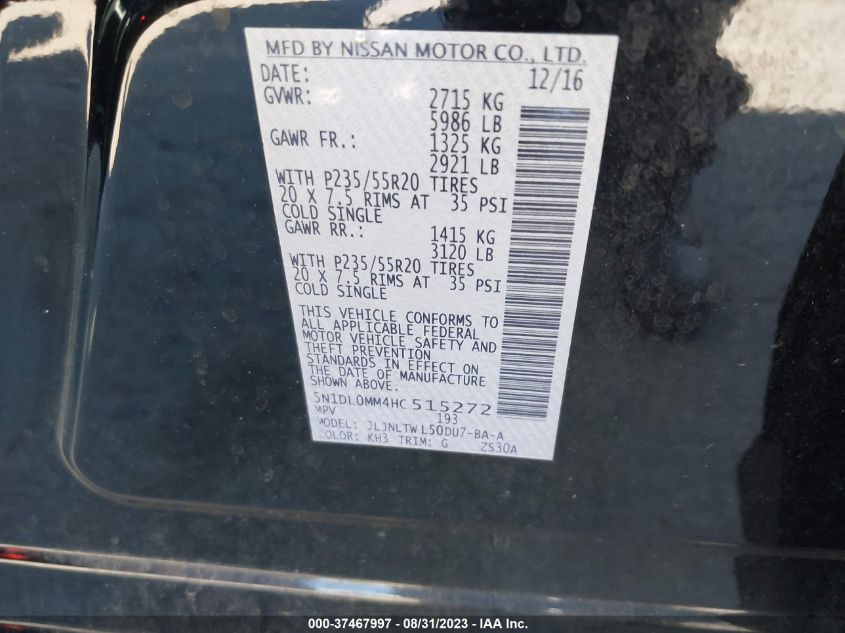 MFD BY NISSAN MOTOR CO., LTD.
DATE: 12/16
GVWR: 2715 KG
5986 LB
GAWR FR.: 1325 KG
2921 LB
WITH P235/55R20 TIRES
20 X 7.5 RIMS AT 35 PSI
COLD SINGLE
GAWR RR.: 1415 KG
3120 LB
WITH P235/55R20 TIRES
20 X 7.5 RIMS AT 35 PSI
COLD SINGLE
THIS VEHICLE CONFORMS TO
ALL APPLICABLE FEDERAL
MOTOR VEHICLE SAFETY AND
THEFT PREVENTION
STANDARDS IN EFFECT ON
THE DATE OF MANUFACTURE
SHOWN ABOVE.
5N1DL0MM4HC515272
MPV 193
MODEL: JLJNLTWL50DU7-BA-A
COLOR: KH3 TRIM: G ZS30A
000-37467997 - 08/31/2023 - © IAA, Inc.